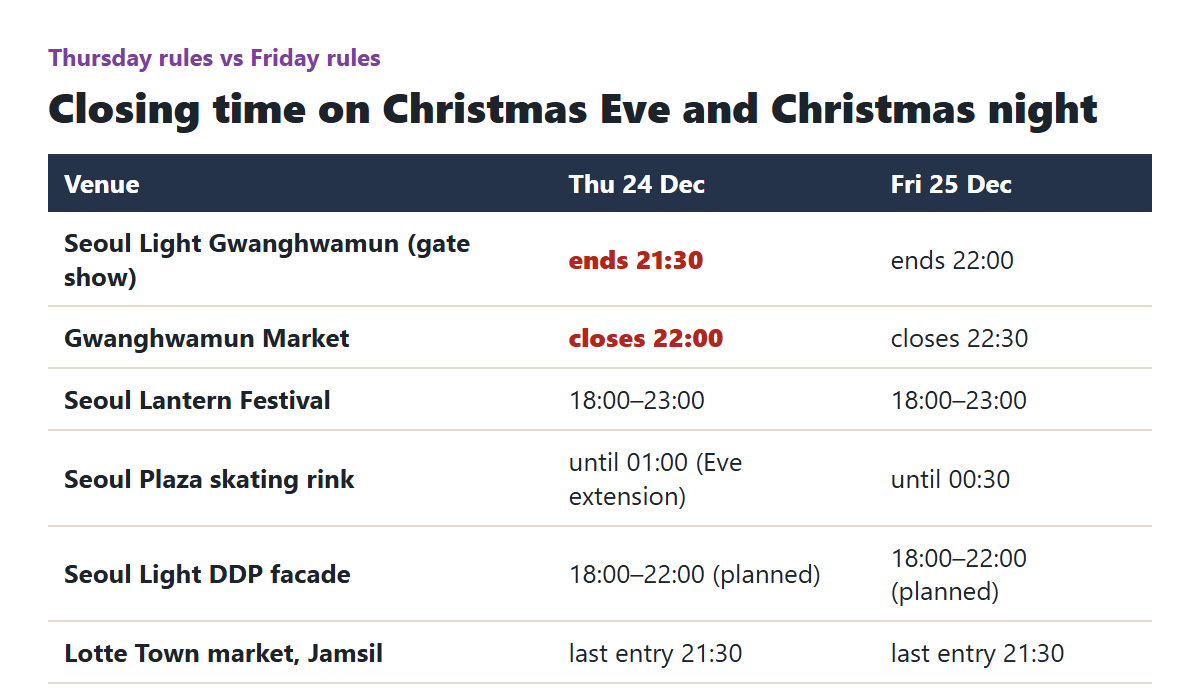 Thursday rules vs Friday rules
Closing time on Christmas Eve and Christmas night
Venue Thu 24 Dec Fri 25 Dec
Seoul Light Gwanghwamun (gate show) ends 21:30 ends 22:00
Gwanghwamun Market closes 22:00 closes 22:30
Seoul Lantern Festival 18:00–23:00 18:00–23:00
Seoul Plaza skating rink until 01:00 (Eve extension) until 00:30
Seoul Light DDP facade 18:00–22:00 (planned) 18:00–22:00 (planned)
Lotte Town market, Jamsil last entry 21:30 last entry 21:30